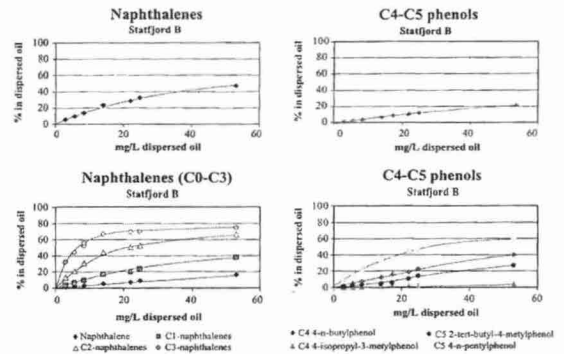 Naphthalenes
Statfjord B
% in dispersed oil
100
80
60
40
20
0
0 20 40 60
mg/L dispersed oil
C4-C5 phenols
Statfjord B
% in dispersed oil
100
80
60
40
20
0
0 20 40 60
mg/L dispersed oil
Naphthalenes (C0-C3)
Statfjord B
% in dispersed oil
100
80
60
40
20
0
0 20 40 60
mg/L dispersed oil
Naphthalene C1-naphthalenes
C2-naphthalenes C3-naphthalenes
C4-C5 phenols
Statfjord B
% in dispersed oil
100
80
60
40
20
0
0 20 40 60
mg/L dispersed oil
C4 4-n-butylphenol C5 2-tert-butyl-4-metylphenol
C4 4-isopropyl-3-metylphenol C5 4-n-pentylphenol